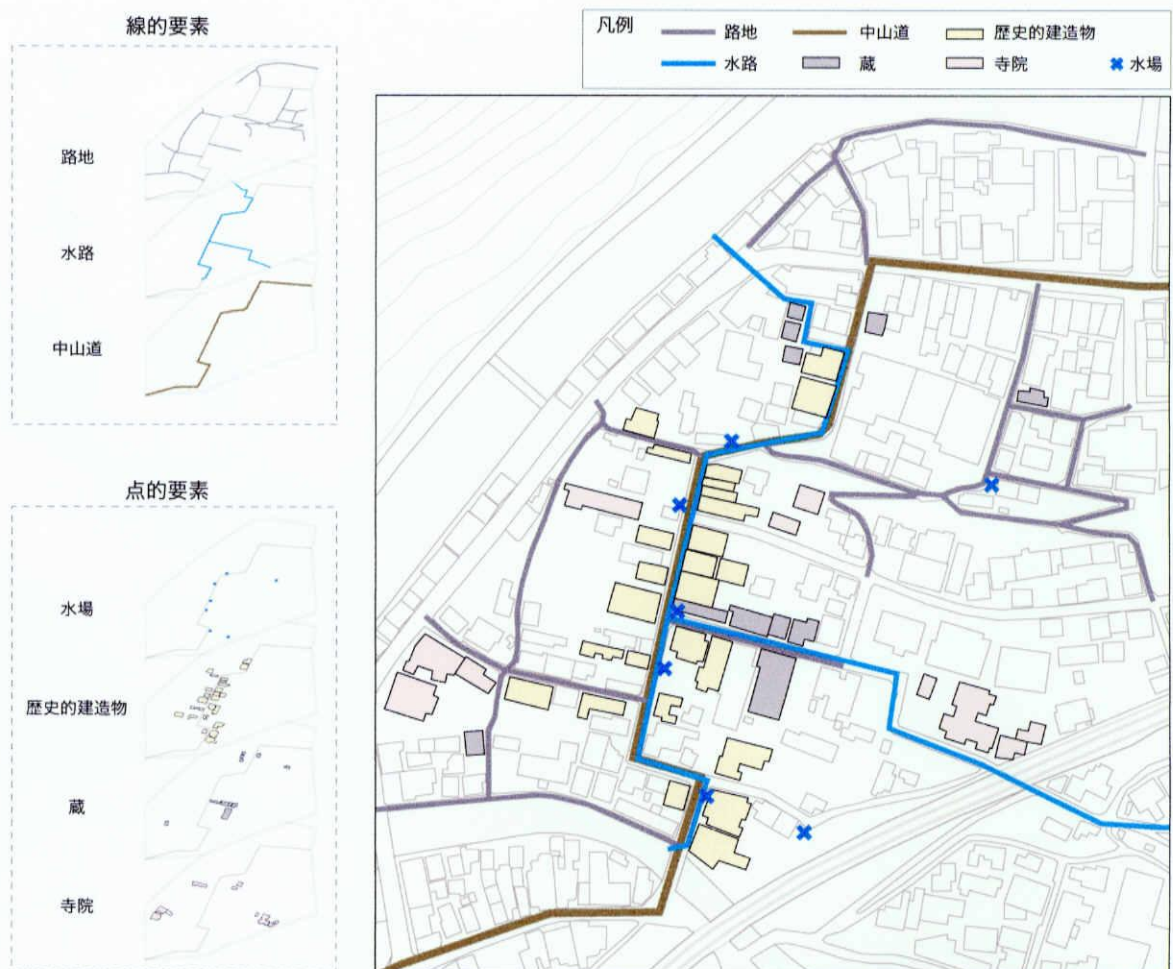 線的要素
路地
水路
中山道
点的要素
水場
歴史的建造物
蔵
寺院
凡例
路地
中山道
歴史的建造物
水路
蔵
寺院
水場